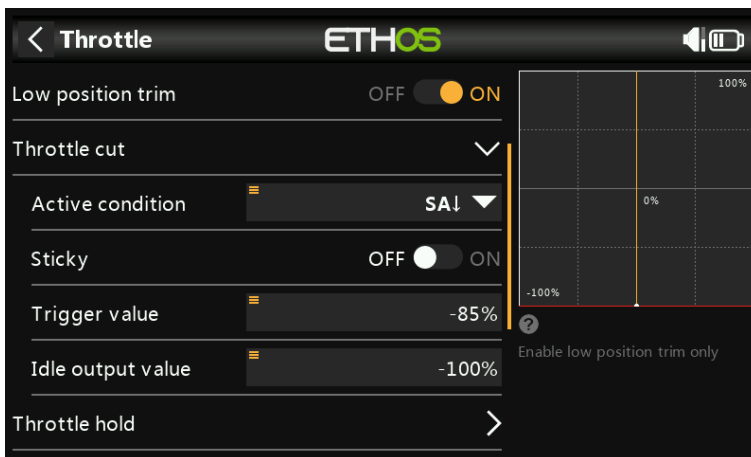 Throttle
ETHOS
Low position trim
OFF ON
100%
Throttle cut
Active condition
SA↓
0%
Sticky
OFF ON
-100%
Trigger value
-85%
Enable low position trim only
Idle output value
-100%
Throttle hold